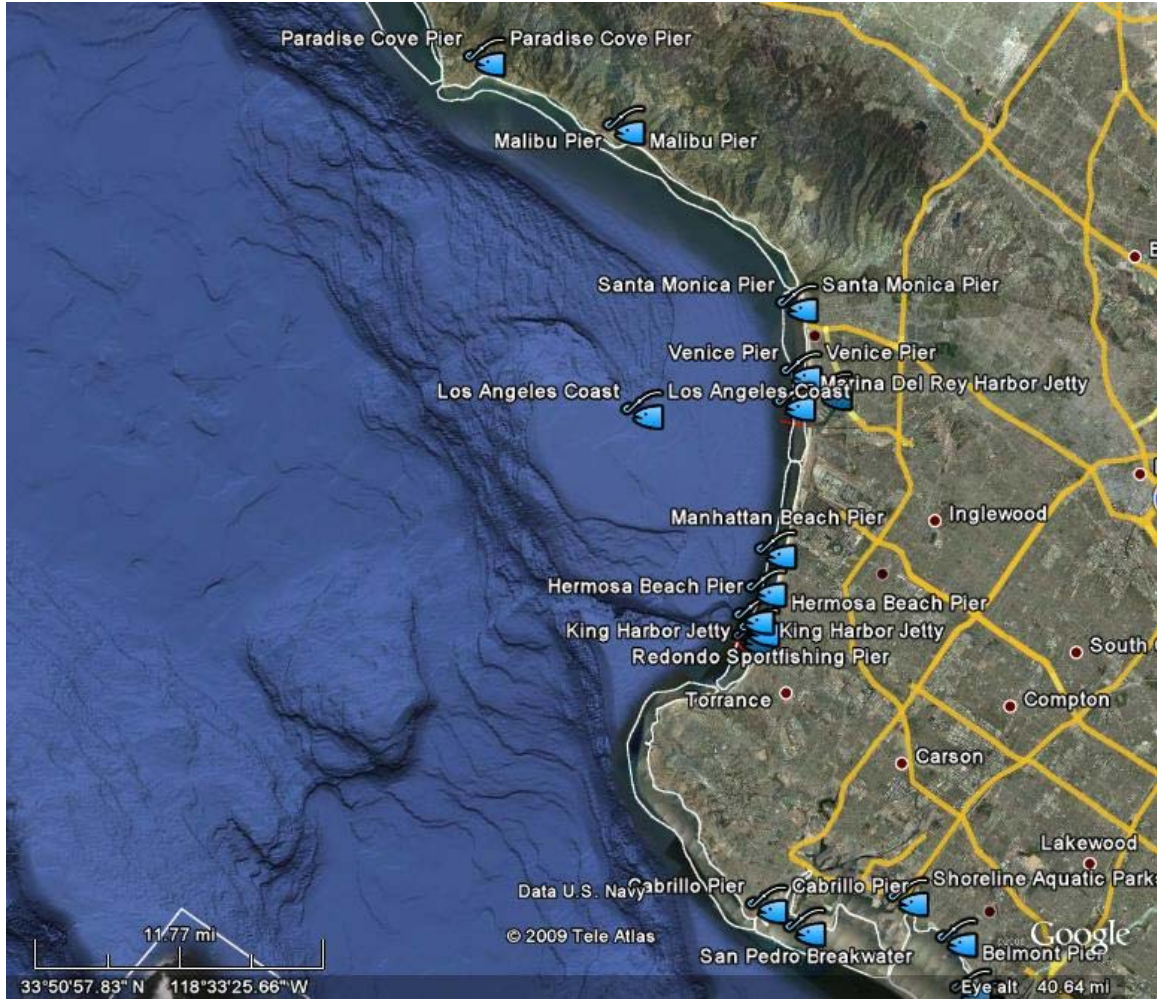 Paradise Cove Pier
Paradise Cove Pier
Malibu Pier
Malibu Pier
Santa Monica Pier
Santa Monica Pier
Venice Pier
Venice Pier
Marina Del Rey Harbor Jetty
Los Angeles Coast
Los Angeles Coast
Manhattan Beach Pier
Inglewood
Hermosa Beach Pier
Hermosa Beach Pier
King Harbor Jetty
King Harbor Jetty
South
Redondo Sportfishing Pier
Torrance
Compton
Carson
Lakewood
Data U.S. Navy
Cabrillo Pier
Cabrillo Pier
Shoreline Aquatic Park
11.77 mi
© 2009 Tele Atlas
Google
San Pedro Breakwater
Belmont Pier
33°50'57.83" N 118°33'25.66" W
Eye alt 40.64 mi